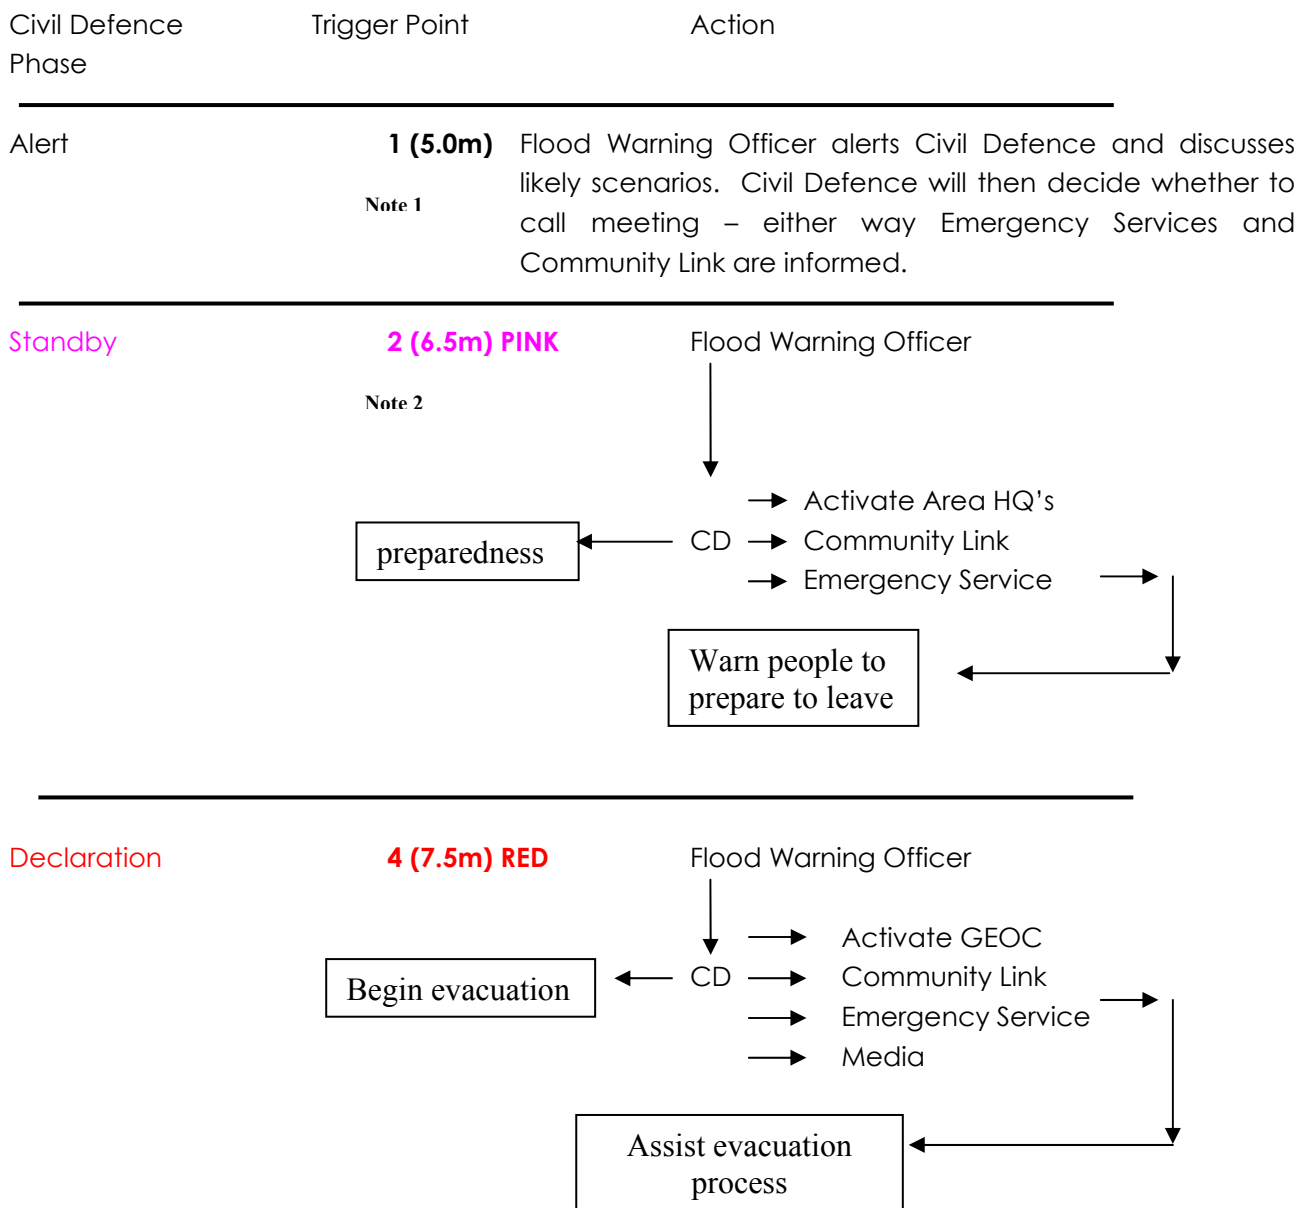 Civil Defence Trigger Point Action
Phase
Alert 1 (5.0m) Flood Warning Officer alerts Civil Defence and discusses
likely scenarios. Civil Defence will then decide whether to
Note 1
call meeting – either way Emergency Services and
Community Link are informed.
Standby 2 (6.5m) PINK Flood Warning Officer
Note 2
Activate Area HQ’s
preparedness CD Community Link
Emergency Service
Warn people to
prepare to leave
Declaration 4 (7.5m) RED Flood Warning Officer
Activate GEOC
Begin evacuation CD Community Link
Emergency Service
Media
Assist evacuation
process